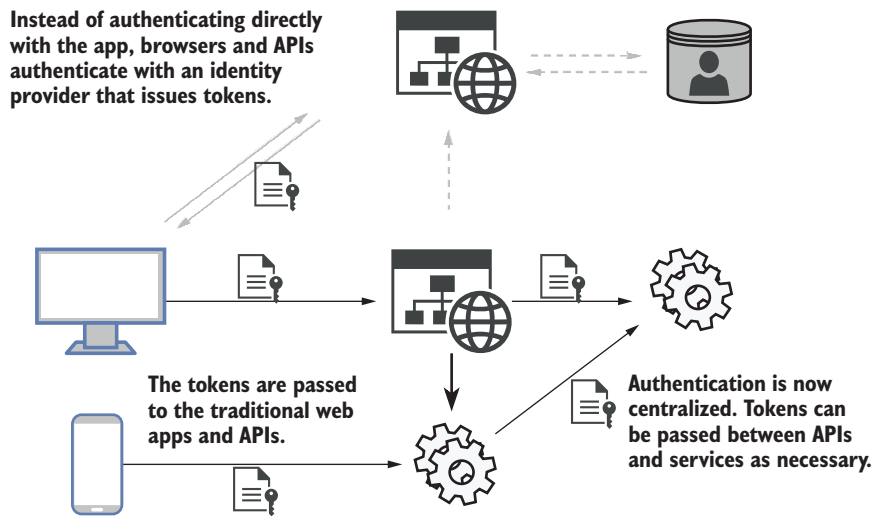 Instead of authenticating directly
with the app, browsers and APIs
authenticate with an identity
provider that issues tokens.
The tokens are passed
to the traditional web
apps and APIs.
Authentication is now
centralized. Tokens can
be passed between APIs
and services as necessary.